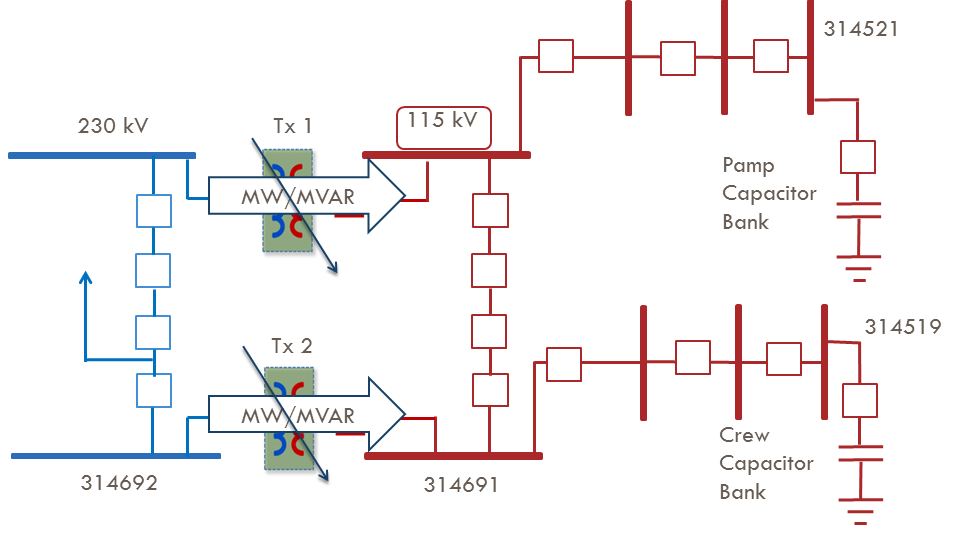 314521
115 kV
230 kV
Tx 1
Pamp
Capacitor
Bank
MW/MVAR
314519
Tx 2
MW/MVAR
Crew
Capacitor
Bank
314692
314691